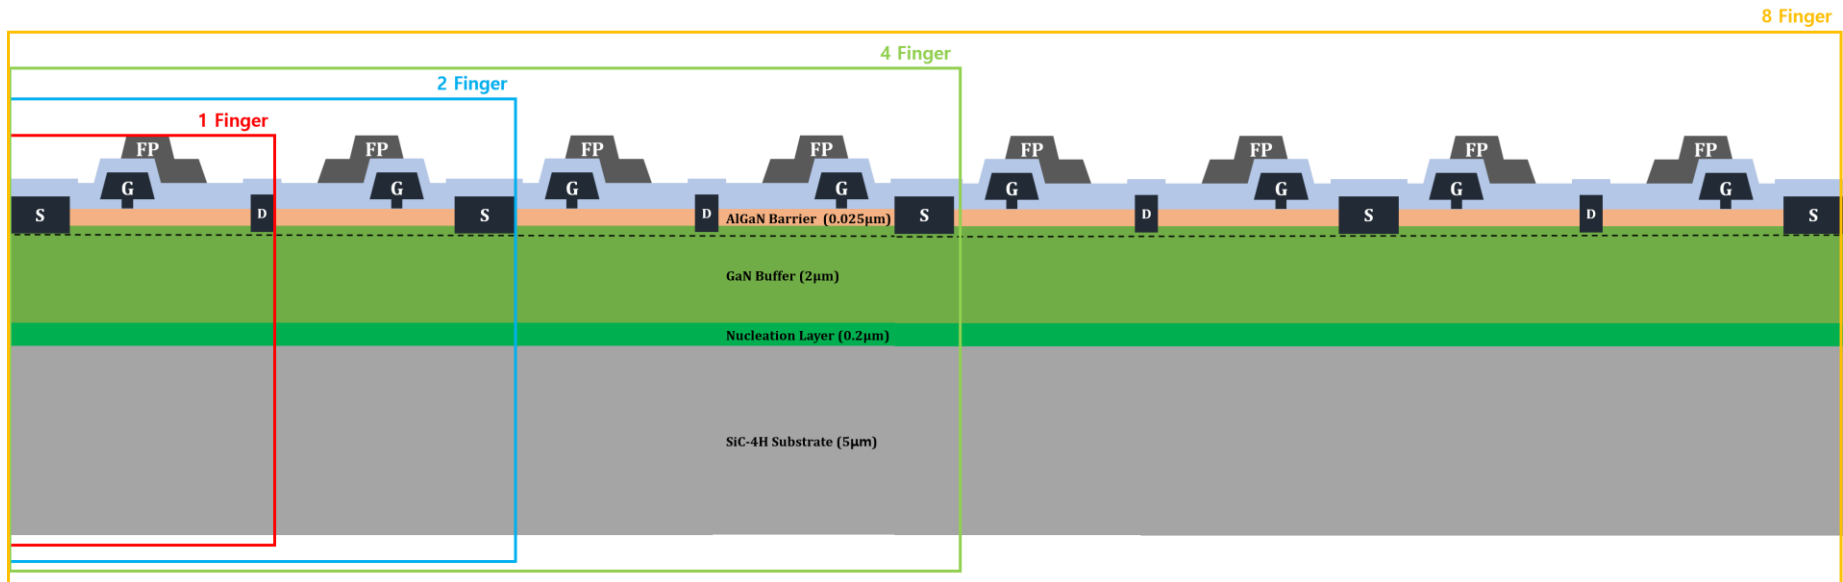 8 Finger
4 Finger
2 Finger
1 Finger
FP FP FP FP FP FP FP FP
G G G G G G G G
S D S D S D S D S
AlGaN Barrier (0.025μm)
GaN Buffer (2μm)
Nucleation Layer (0.2μm)
SiC-4H Substrate (5μm)